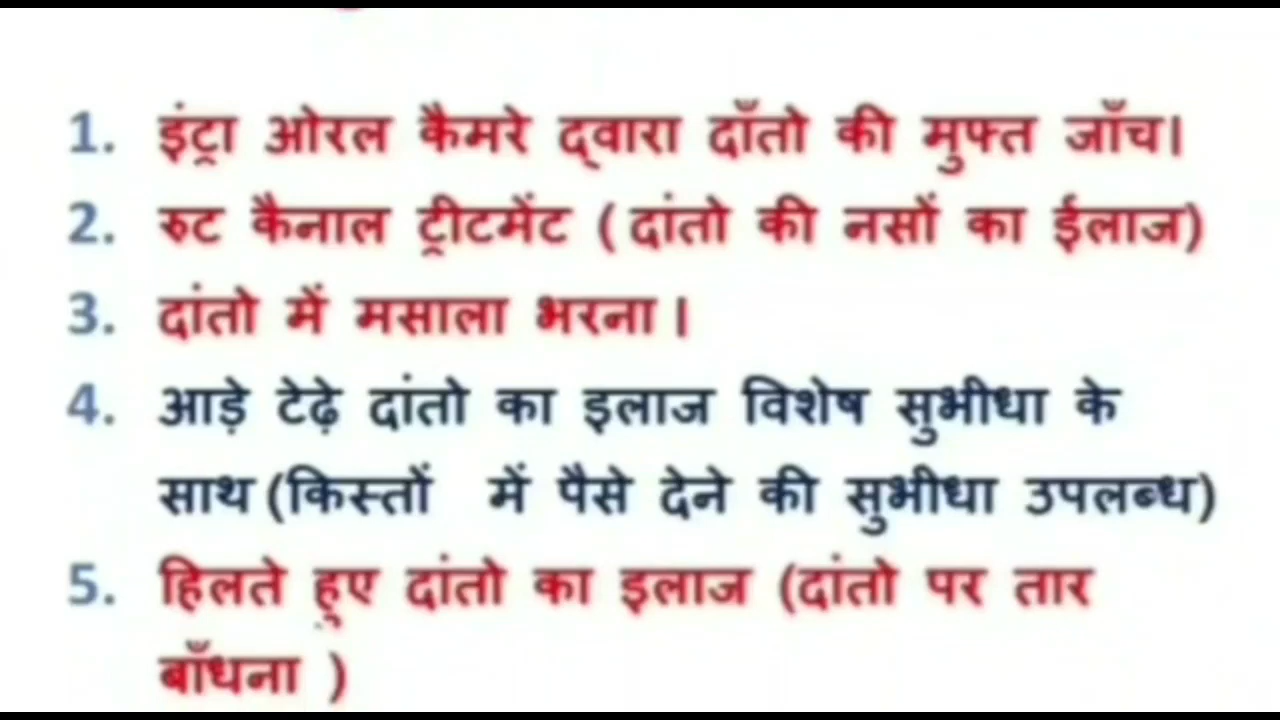 1. इंट्रा ओरल कैमरे द्वारा दाँतो की मुफ्त जाँच।
2. रुट कैनाल ट्रीटमेंट ( दांतो की नसों का ईलाज)
3. दांतो में मसाला भरना ।
4. आड़े टेढ़े दांतो का इलाज विशेष सुभीधा के
साथ (किस्तों में पैसे देने की सुभीधा उपलब्ध)
5. हिलते हुए दांतो का इलाज (दांतो पर तार
बाँधना )